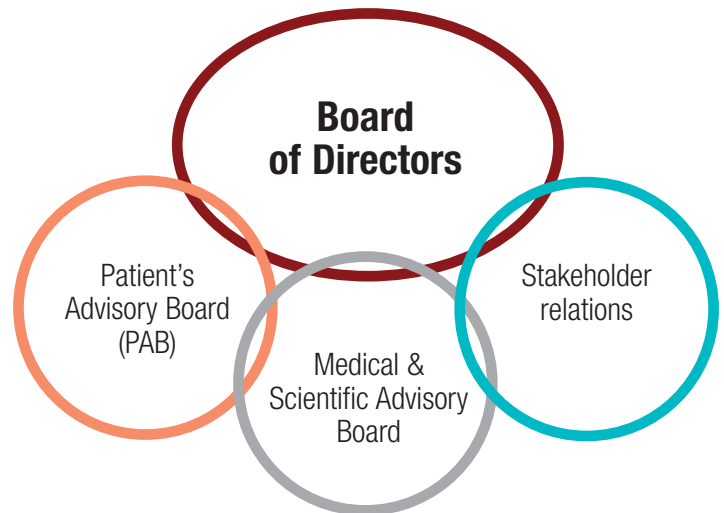 Board
of Directors
Patient’s
Advisory Board
(PAB)
Medical &
Scientific Advisory
Board
Stakeholder
relations